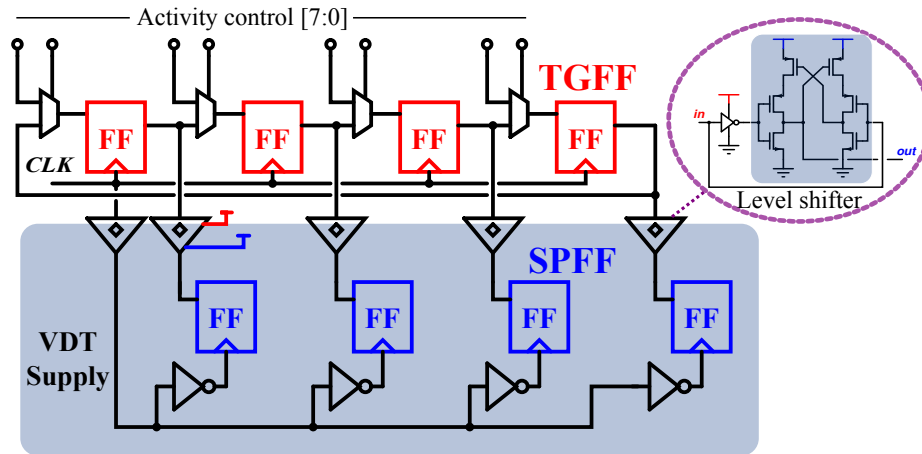 Activity control [7:0]
TGFF
FF
FF
FF
FF
CLK
in
out
Level shifter
SPFF
FF
FF
FF
FF
VDT
Supply